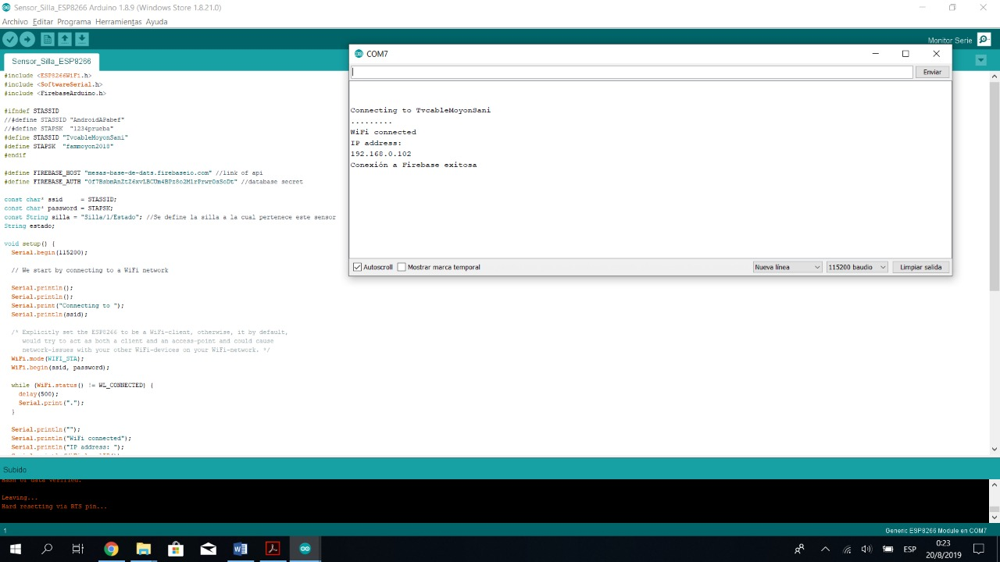 Sensor_Silla_ESP8266 Arduino 1.8.9 (Windows Store 1.8.21.0)
Archivo Editar Programa Herramientas Ayuda
Monitor Serie
Sensor_Silla_ESP8266
#include <ESP8266WiFi.h>
#include <SoftwareSerial.h>
#include <FirebaseArduino.h>
#ifndef STASSID
//#define STASSID "AndroidAPabef"
//#define STAPSK "1234prueba"
#define STASSID "TvcableMoyonSani"
#define STAPSK "fammoyon2018"
#endif
#define FIREBASE_HOST "mesas-base-de-dats.firebaseio.com" //link of api
#define FIREBASE_AUTH //database secret
const char* ssid = STASSID;
const char* password = STAPSK;
const String silla = "Silla/1/Estado"; //Se define la silla a la cual pertenece este sensor
String estado;
void setup() {
Serial.begin(115200);
// We start by connecting to a WiFi network
Serial.println();
Serial.println();
Serial.print("Connecting to ");
Serial.println(ssid);
/* Explicitly set the ESP8266 to be a WiFi-client, otherwise, it by default,
would try to act as both a client and an access-point and could cause
network-issues with your other WiFi-devices on your WiFi-network. */
WiFi.mode(WIFI_STA);
WiFi.begin(ssid, password);
while (WiFi.status() != WL_CONNECTED) {
delay(500);
Serial.print(".");
}
Serial.println("");
Serial.println("WiFi connected");
Serial.println("IP address: ");
COM7
Enviar
Connecting to TvcableMoyonSani
.........
WiFi connected
IP address:
192.168.0.102
Conexión a Firebase exitosa
Autoscroll Mostrar marca temporal Nueva línea 115200 baudio Limpiar salida
Subido
Hash of data verified.
Leaving...
Hard resetting via RTS pin...
1 Generic ESP8266 Module en COM7
ESP
0:23
20/8/2019